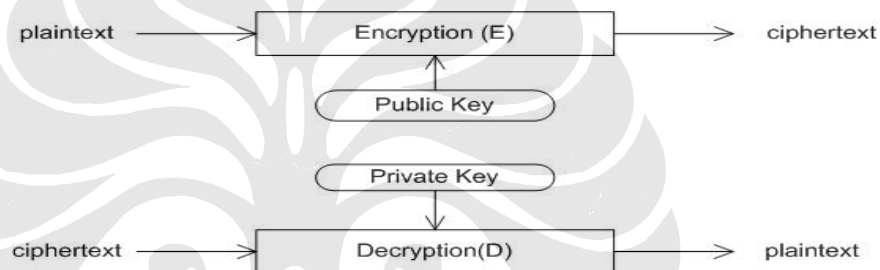 plaintext Encryption (E) ciphertext
Public Key
Private Key
ciphertext Decryption(D) plaintext